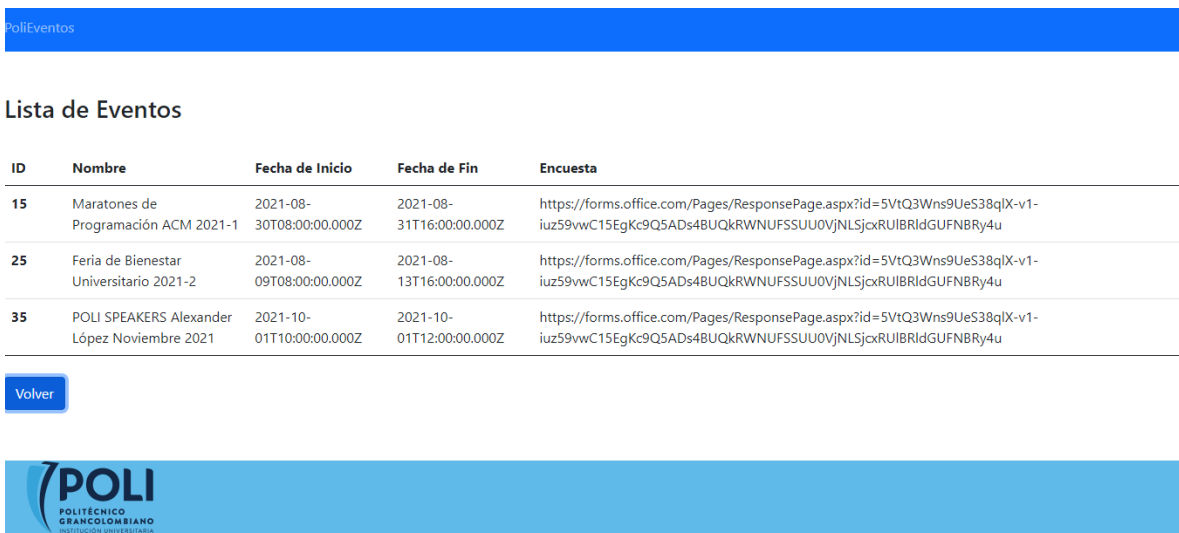 PoliEventos
Lista de Eventos
ID Nombre Fecha de Inicio Fecha de Fin Encuesta
15 Maratones de 2021-08- 2021-08- https://forms.office.com/Pages/ResponsePage.aspx?id=5VtQ3Wns9UeS38qlX-v1-
Programación ACM 2021-1 30T08:00:00.000Z 31T16:00:00.000Z iuz59vwC15EgKc9Q5ADs4BUQkRWNUFSSUU0VjNLSjcxRUlBRldGUFNBRy4u
25 Feria de Bienestar 2021-08- 2021-08- https://forms.office.com/Pages/ResponsePage.aspx?id=5VtQ3Wns9UeS38qlX-v1-
Universitario 2021-2 09T08:00:00.000Z 13T16:00:00.000Z iuz59vwC15EgKc9Q5ADs4BUQkRWNUFSSUU0VjNLSjcxRUlBRldGUFNBRy4u
35 POLI SPEAKERS Alexander 2021-10- 2021-10- https://forms.office.com/Pages/ResponsePage.aspx?id=5VtQ3Wns9UeS38qlX-v1-
López Noviembre 2021 01T10:00:00.000Z 01T12:00:00.000Z iuz59vwC15EgKc9Q5ADs4BUQkRWNUFSSUU0VjNLSjcxRUlBRldGUFNBRy4u
Volver
POLI
POLITÉCNICO
GRANCOLOMBIANO
INSTITUCIÓN UNIVERSITARIA